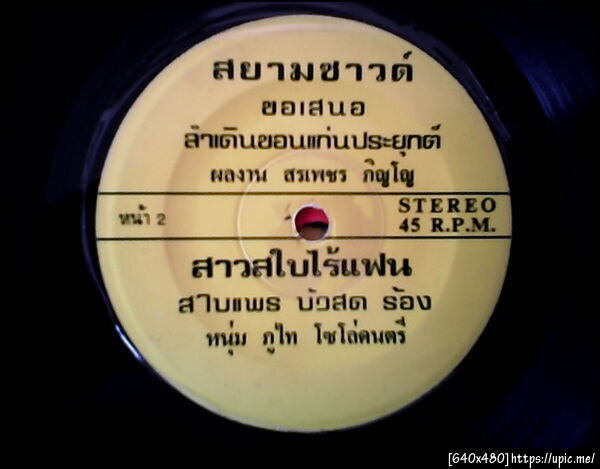 สยามซาวด์
ขอเสนอ
ลำเดินขอนแก่นประยุกต์
ผลงาน สรเพชร ภิญโญ
หน้า 2
STEREO
45 R.P.M.
สาวสใบไร้แฟน
สาบแพร บัวสด ร้อง
หนุ่ม ภูไท โซโล่ดนตรี
[640x480]https://upic.me/